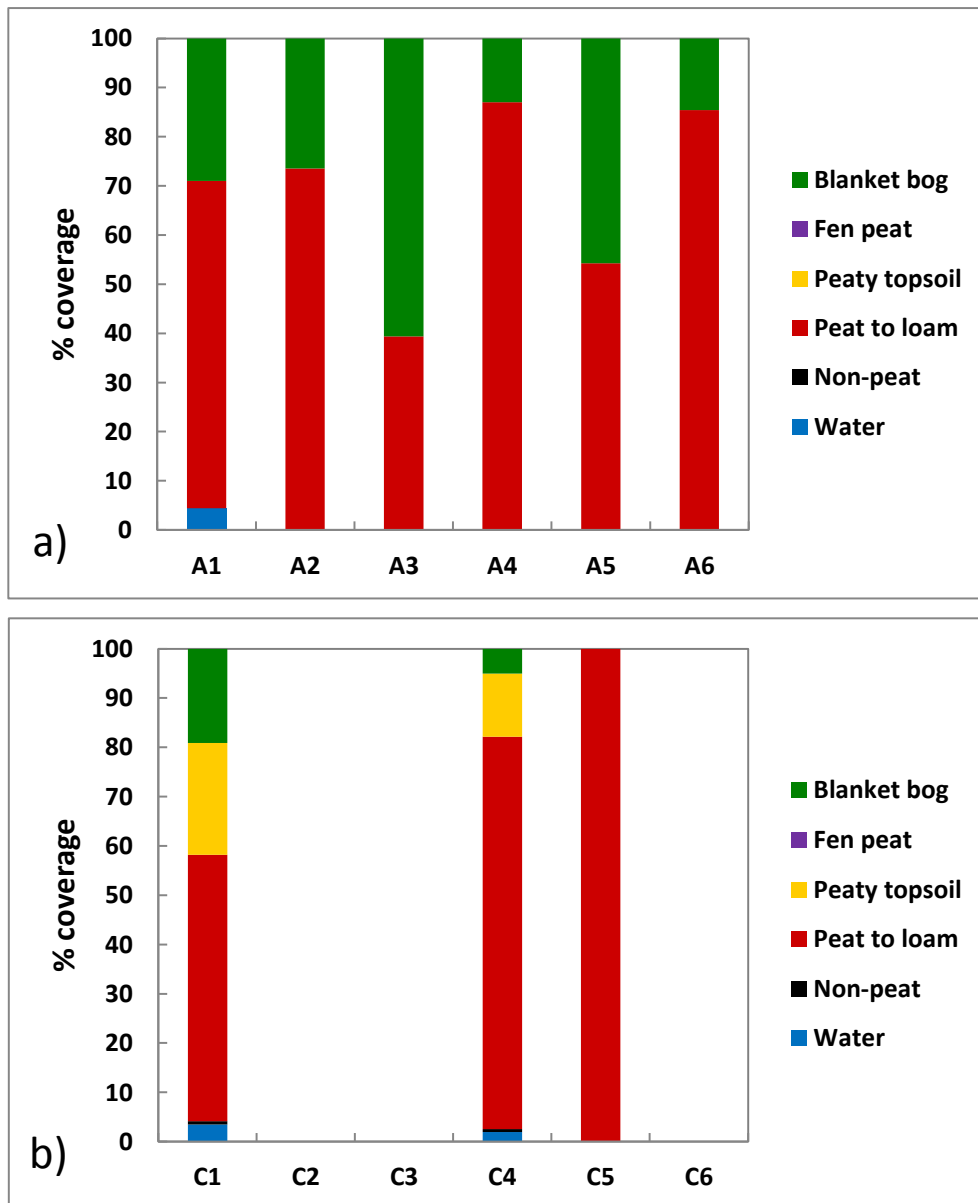 100
90
80
70
60
50
40
30
20
10
0
% coverage
A1 A2 A3 A4 A5 A6
Blanket bog
Fen peat
Peaty topsoil
Peat to loam
Non-peat
Water
a)
100
90
80
70
60
50
40
30
20
10
0
% coverage
C1 C2 C3 C4 C5 C6
Blanket bog
Fen peat
Peaty topsoil
Peat to loam
Non-peat
Water
b)